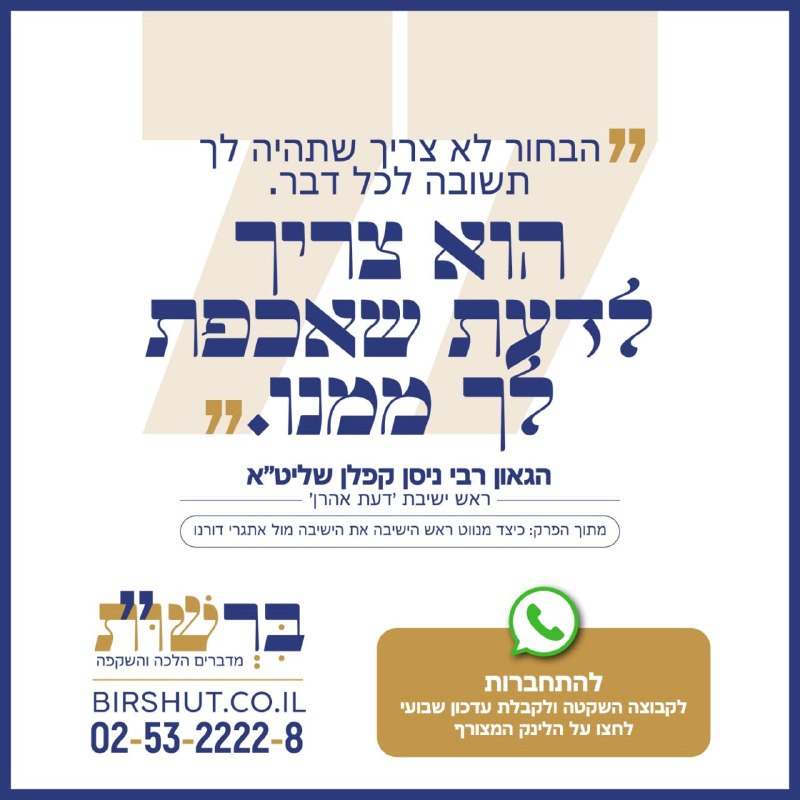 "הבחור לא צריך שתהיה לך
תשובה לכל דבר.
הוא צריך
לדעת שאכפת
לך ממנו."
הגאון רבי ניסן קפלן שליט"א
ראש ישיבת 'דעת אהרן'
מתוך הפרק: כיצד מנווט ראש הישיבה את הישיבה מול אתגרי דורנו
בִּרְשׁוּת
מדברים הלכה והשקפה
BIRSHUT.CO.IL
02-53-2222-8
להתחברות
לקבוצה השקטה ולקבלת עדכון שבועי
לחצו על הלינק המצורף